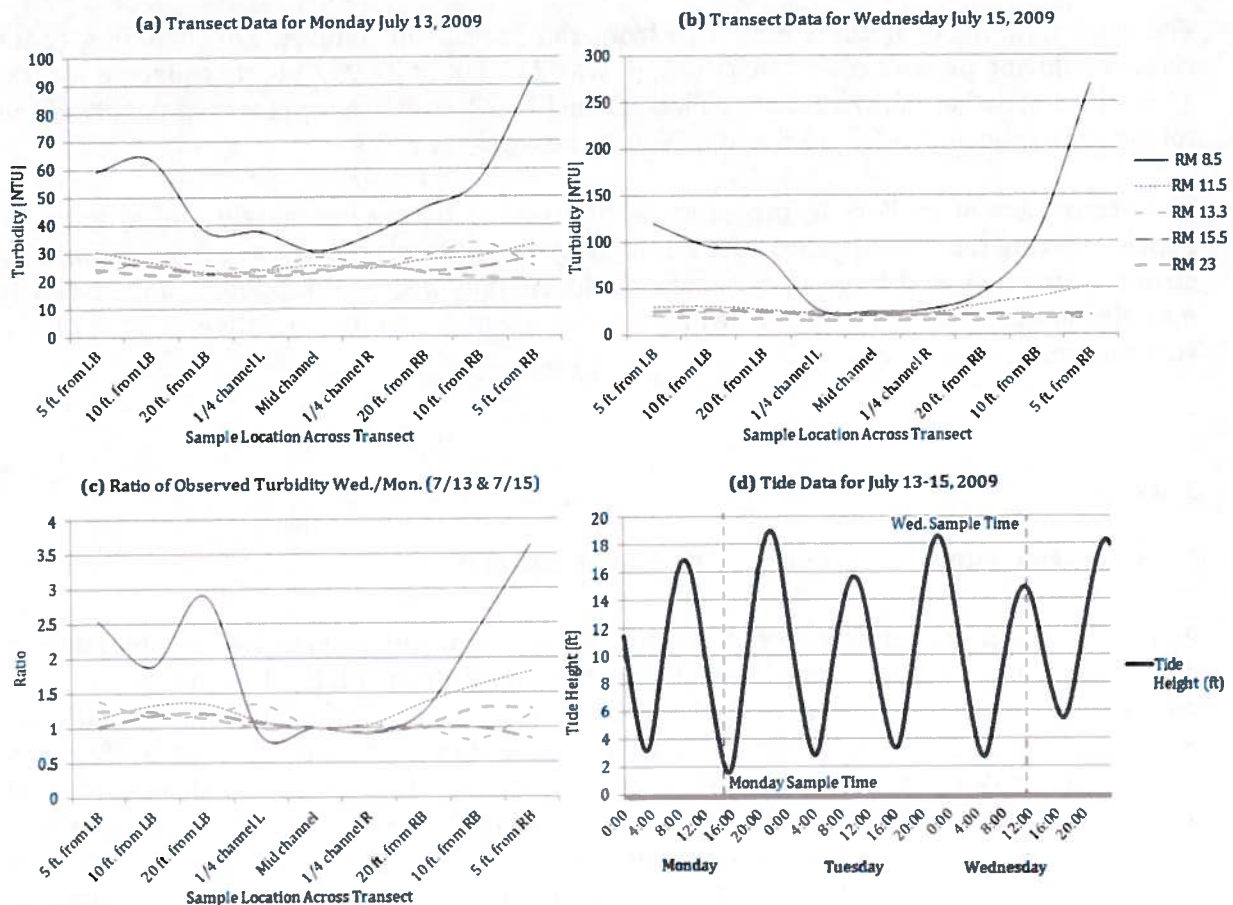 (a) Transect Data for Monday July 13, 2009
Turbidity [NTU]
100
90
80
70
60
50
40
30
20
10
0
5 ft. from LB
10 ft. from LB
20 ft. from LB
1/4 channel L
Mid channel
1/4 channel R
20 ft. from RB
10 ft. from RB
5 ft. from RB
Sample Location Across Transect
(b) Transect Data for Wednesday July 15, 2009
Turbidity [NTU]
300
250
200
150
100
50
0
5 ft. from LB
10 ft. from LB
20 ft. from LB
1/4 channel L
Mid channel
1/4 channel R
20 ft. from RB
10 ft. from RB
5 ft. from RB
Sample Location Across Transect
RM 8.5
RM 11.5
RM 13.3
RM 15.5
RM 23
(c) Ratio of Observed Turbidity Wed./Mon. (7/13 & 7/15)
Ratio
4
3.5
3
2.5
2
1.5
1
0.5
0
5 ft. from LB
10 ft. from LB
20 ft. from LB
1/4 channel L
Mid channel
1/4 channel R
20 ft. from RB
10 ft. from RB
5 ft. from RB
Sample Location Across Transect
(d) Tide Data for July 13-15, 2009
Tide Height [ft]
20
18
16
14
12
10
8
6
4
2
0
Wed. Sample Time
Monday Sample Time
0:00
4:00
8:00
12:00
16:00
20:00
0:00
4:00
8:00
12:00
16:00
20:00
0:00
4:00
8:00
12:00
16:00
20:00
Monday
Tuesday
Wednesday
Tide
Height (ft)